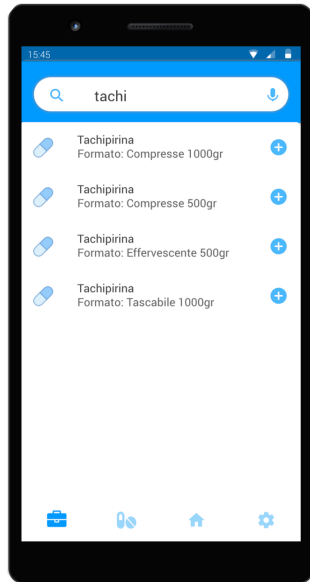 15:45
tachi
Tachipirina
Formato: Compresse 1000gr
Tachipirina
Formato: Compresse 500gr
Tachipirina
Formato: Effervescente 500gr
Tachipirina
Formato: Tascabile 1000gr